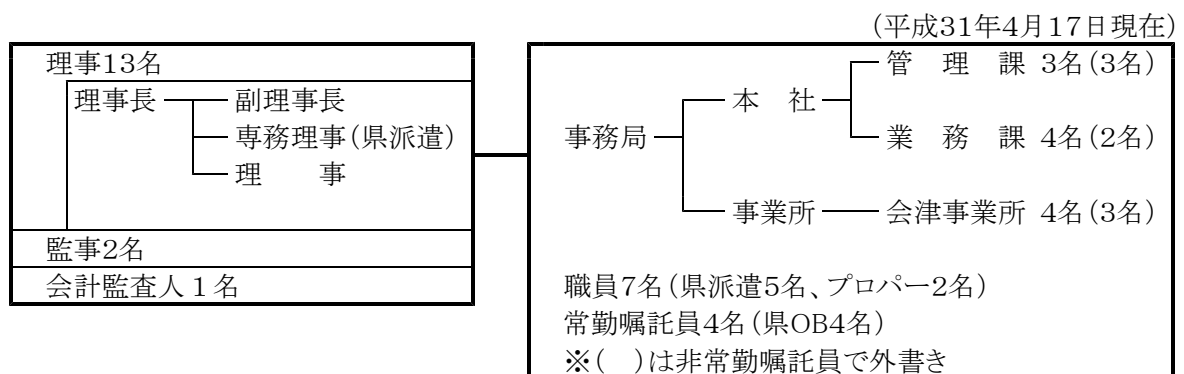 (平成31年4月17日現在)
理事13名
理事長
副理事長
専務理事(県派遣)
理 事
監事2名
会計監査人1名
事務局
本 社
管 理 課 3名(3名)
業 務 課 4名(2名)
事業所
会津事業所 4名(3名)
職員7名(県派遣5名、プロパー2名)
常勤嘱託員4名(県OB4名)
※( )は非常勤嘱託員で外書き